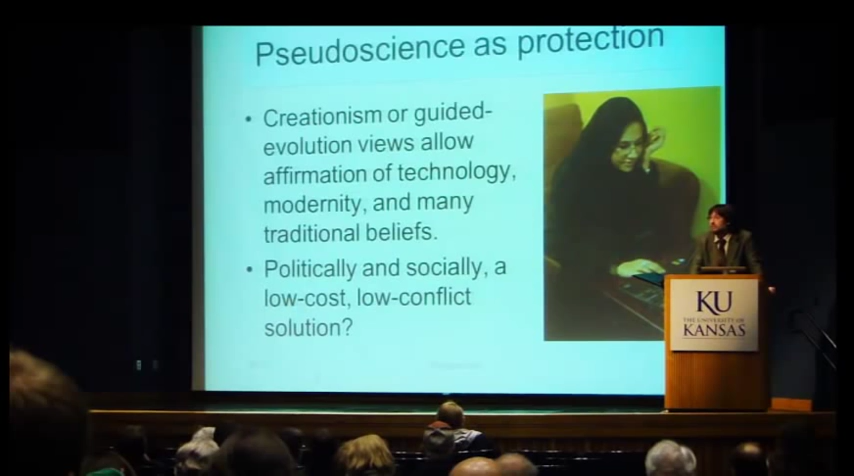 Pseudoscience as protection
• Creationism or guided-
evolution views allow
affirmation of technology,
modernity, and many
traditional beliefs.
• Politically and socially, a
low-cost, low-conflict
solution?
KU
THE UNIVERSITY OF
KANSAS